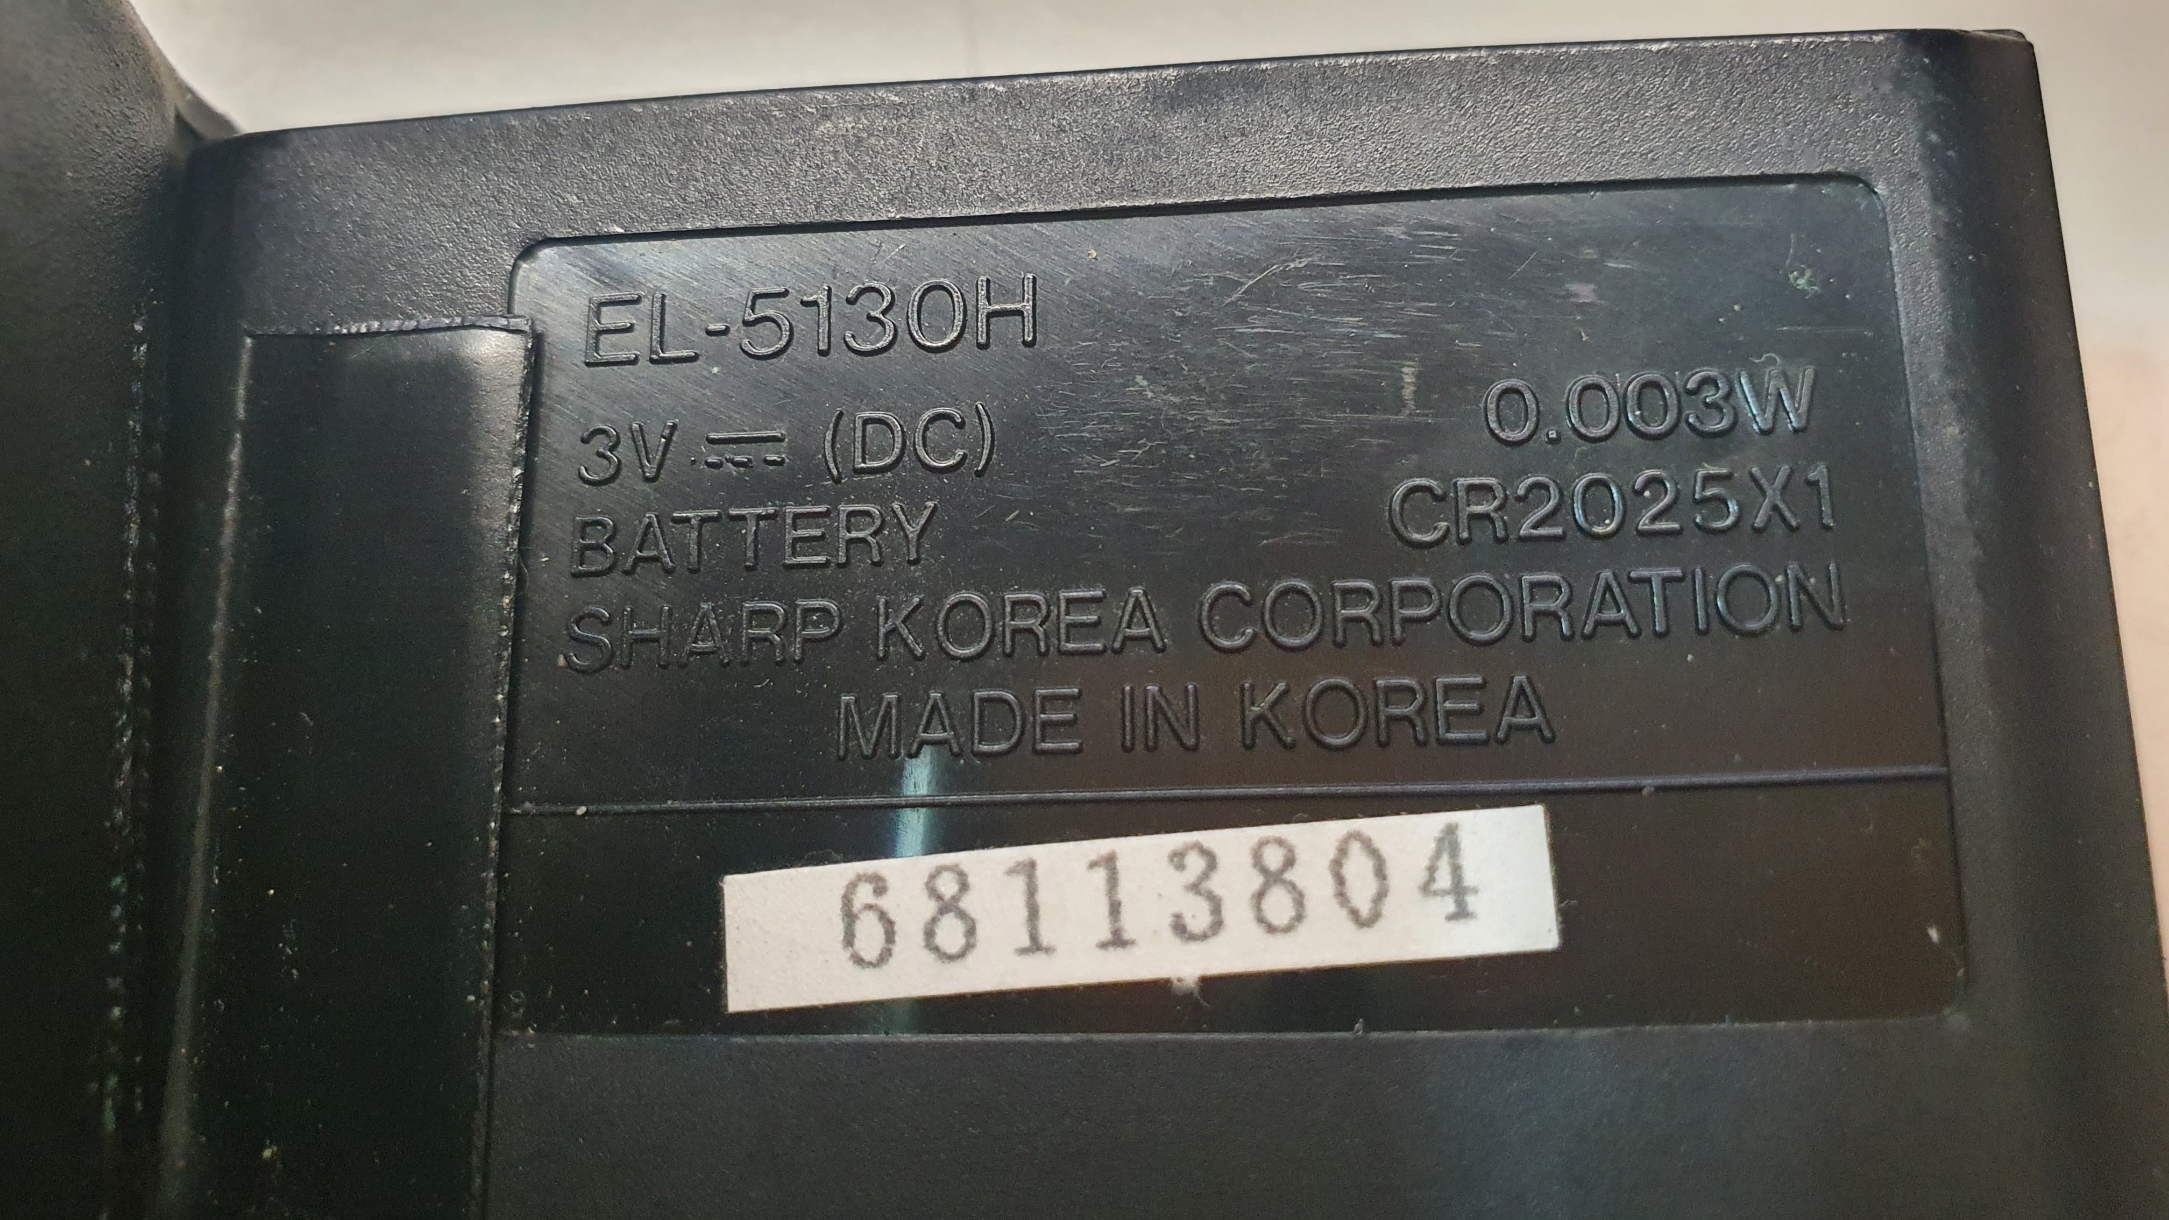 EL-5130H
3V ⎓ (DC) 0.003W
BATTERY CR2025X1
SHARP KOREA CORPORATION
MADE IN KOREA
68113804